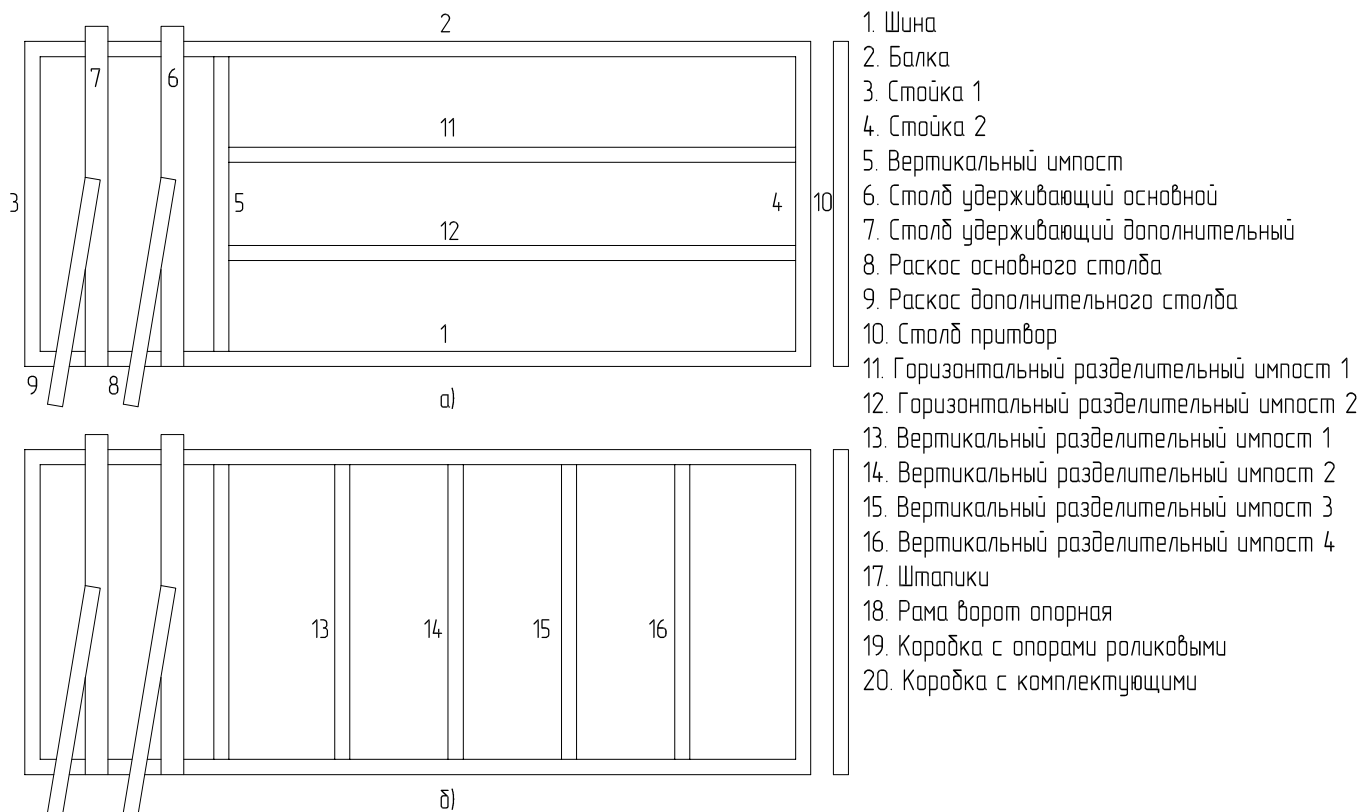 2
7
6
11
3
5
4
10
12
1
9
8
а)
13
14
15
16
б)
1. Шина
2. Балка
3. Стойка 1
4. Стойка 2
5. Вертикальный импост
6. Столб удерживающий основной
7. Столб удерживающий дополнительный
8. Раскос основного столба
9. Раскос дополнительного столба
10. Столб притвор
11. Горизонтальный разделительный импост 1
12. Горизонтальный разделительный импост 2
13. Вертикальный разделительный импост 1
14. Вертикальный разделительный импост 2
15. Вертикальный разделительный импост 3
16. Вертикальный разделительный импост 4
17. Штапики
18. Рама ворот опорная
19. Коробка с опорами роликовыми
20. Коробка с комплектующими